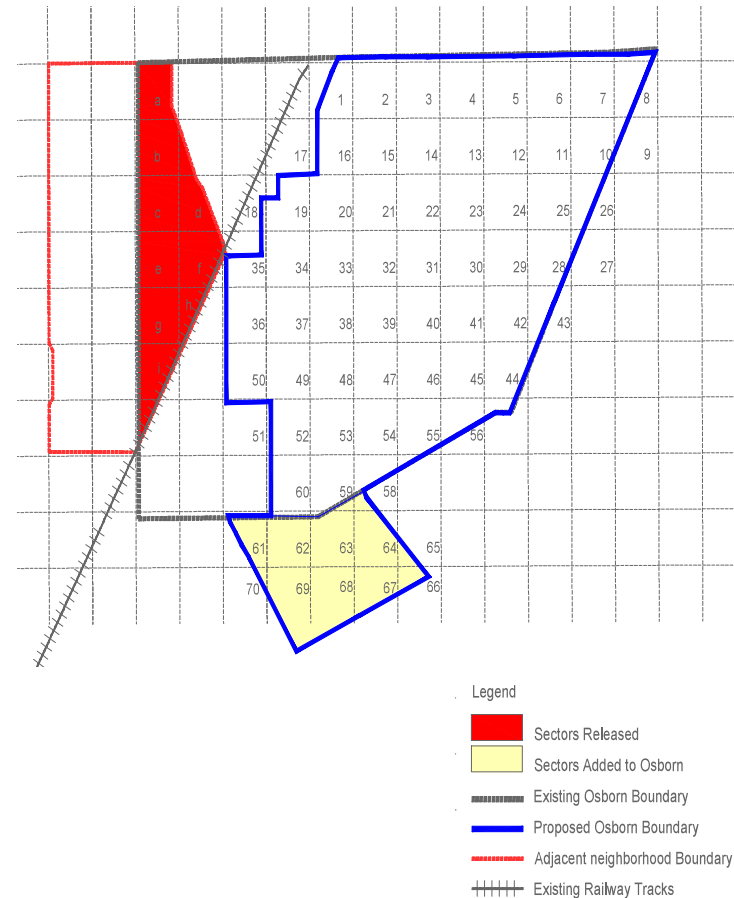 a 1 2 3 4 5 6 7 8
b 17 16 15 14 13 12 11 10 9
c d 18 19 20 21 22 23 24 25 26
e f 35 34 33 32 31 30 29 28 27
h
g 36 37 38 39 40 41 42 43
i 50 49 48 47 46 45 44
51 52 53 54 55 56
60 59 58
61 62 63 64 65
70 69 68 67 66
Legend
Sectors Released
Sectors Added to Osborn
Existing Osborn Boundary
Proposed Osborn Boundary
Adjacent neighborhood Boundary
Existing Railway Tracks